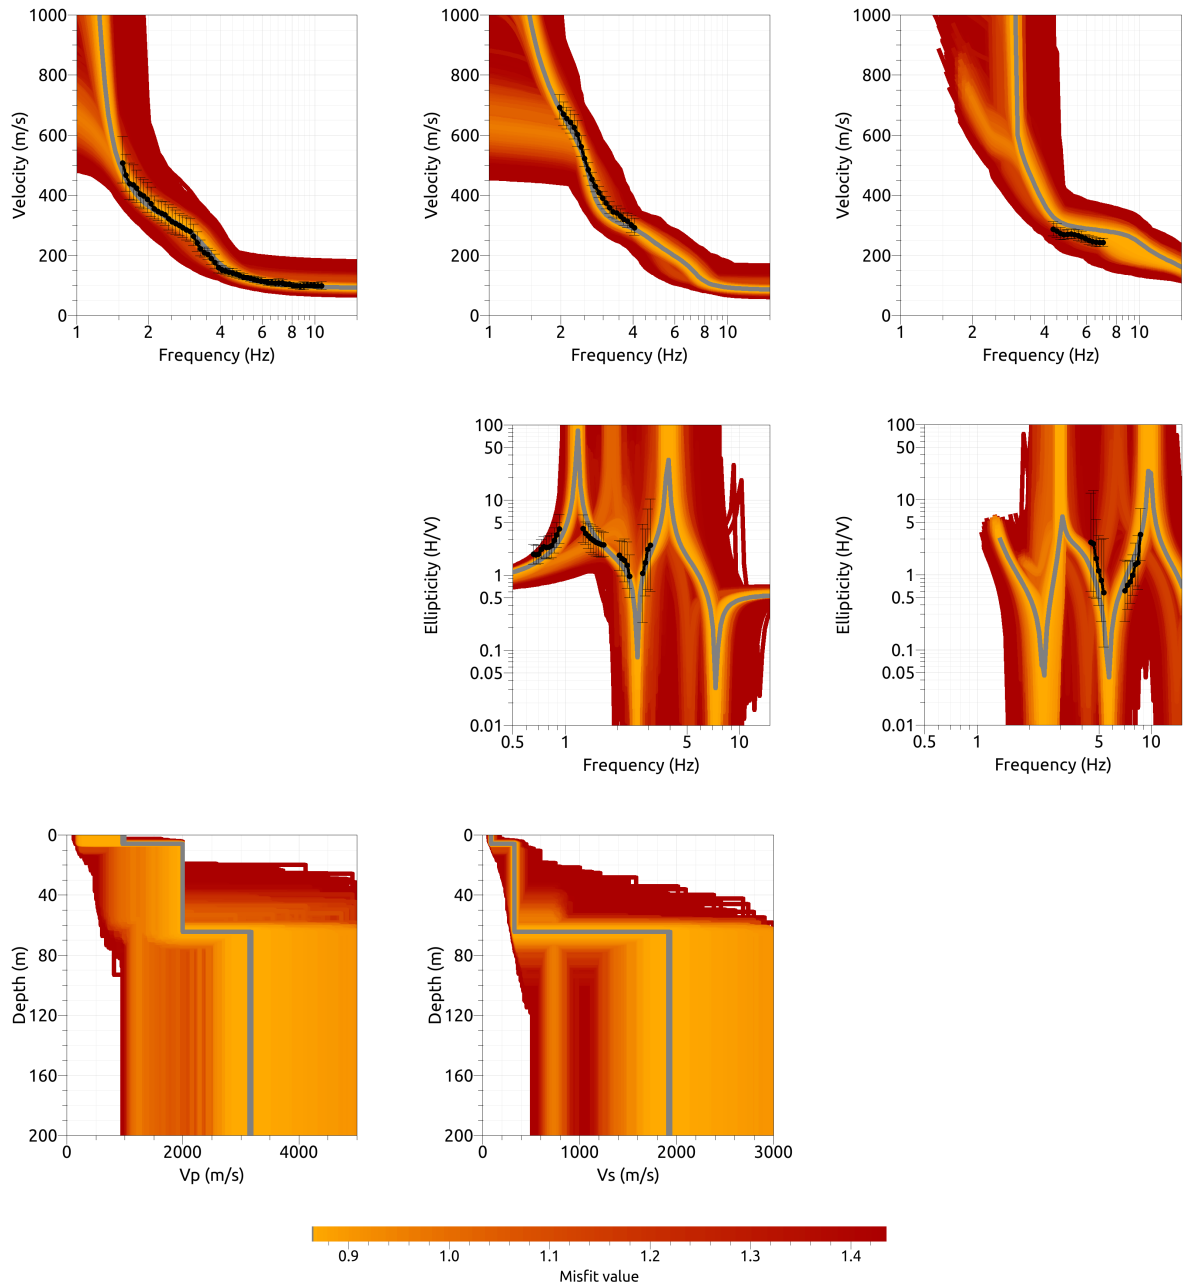 1000
800
600
400
200
0
Velocity (m/s)
1 2 4 6 8 10
Frequency (Hz)
1000
800
600
400
200
0
Velocity (m/s)
1 2 4 6 8 10
Frequency (Hz)
1000
800
600
400
200
0
Velocity (m/s)
1 2 4 6 8 10
Frequency (Hz)
100
50
10
5
1
0.5
0.1
0.05
0.01
Ellipticity (H/V)
0.5 1 5 10
Frequency (Hz)
100
50
10
5
1
0.5
0.1
0.05
0.01
Ellipticity (H/V)
0.5 1 5 10
Frequency (Hz)
0
40
80
120
160
200
Depth (m)
0 2000 4000
Vp (m/s)
0
40
80
120
160
200
Depth (m)
0 1000 2000 3000
Vs (m/s)
0.9 1.0 1.1 1.2 1.3 1.4
Misfit value